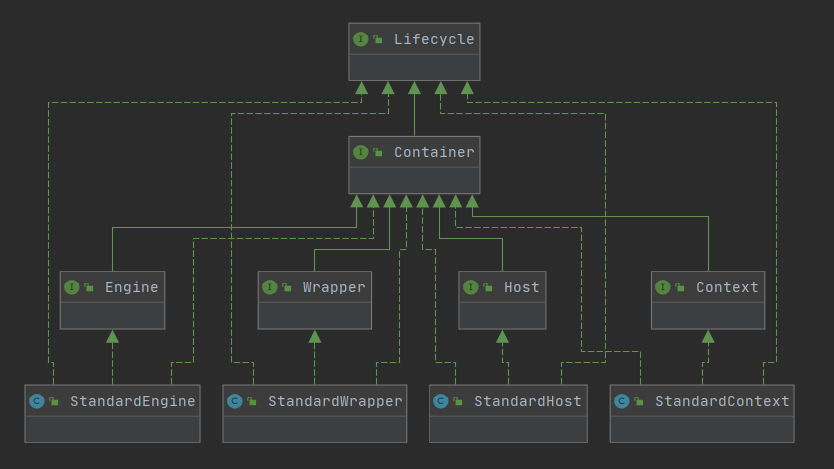 Lifecycle
Container
Engine
Wrapper
Host
Context
StandardEngine
StandardWrapper
StandardHost
StandardContext